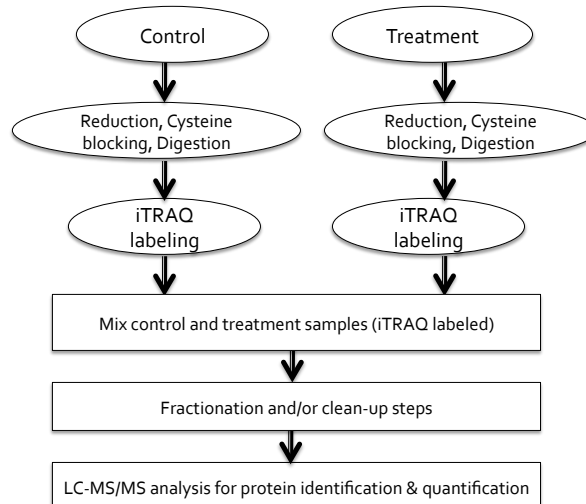 Control
Treatment
Reduction, Cysteine
blocking, Digestion
Reduction, Cysteine
blocking, Digestion
iTRAQ
labeling
iTRAQ
labeling
Mix control and treatment samples (iTRAQ labeled)
Fractionation and/or clean-up steps
LC-MS/MS analysis for protein identification & quantification